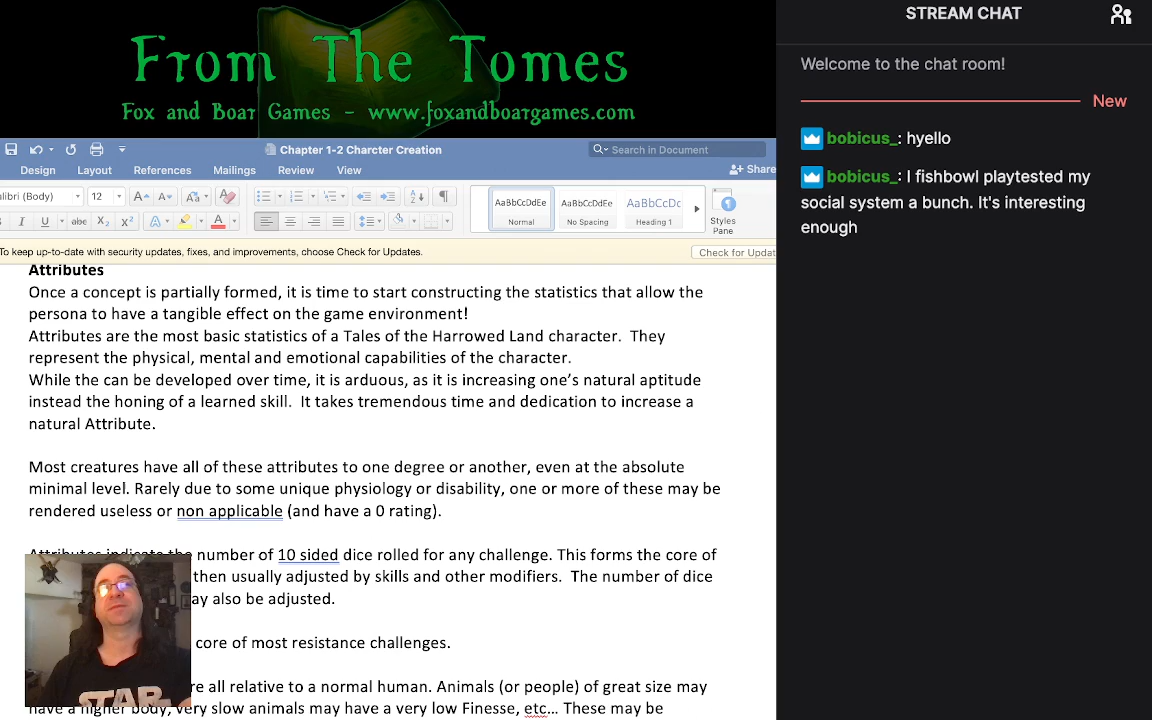 From The Tomes
Fox and Boar Games - www.foxandboargames.com
STREAM CHAT
Welcome to the chat room!
New
bobicus_: hyello
bobicus_: I fishbowl playtested my
social system a bunch. It's interesting
enough
Chapter 1-2 Charcter Creation
Search in Document
Design Layout References Mailings Review View
Share
alibri (Body) 12
AaBbCcDdEe AaBbCcDdEe AaBbCcDc
Normal No Spacing Heading 1
Styles
Pane
To keep up-to-date with security updates, fixes, and improvements, choose Check for Updates.
Check for Updat
Attributes
Once a concept is partially formed, it is time to start constructing the statistics that allow the
persona to have a tangible effect on the game environment!
Attributes are the most basic statistics of a Tales of the Harrowed Land character. They
represent the physical, mental and emotional capabilities of the character.
While the can be developed over time, it is arduous, as it is increasing one's natural aptitude
instead the honing of a learned skill. It takes tremendous time and dedication to increase a
natural Attribute.
Most creatures have all of these attributes to one degree or another, even at the absolute
minimal level. Rarely due to some unique physiology or disability, one or more of these may be
rendered useless or non applicable (and have a 0 rating).
Attributes indicate the number of 10 sided dice rolled for any challenge. This forms the core of
then usually adjusted by skills and other modifiers. The number of dice
ay also be adjusted.
core of most resistance challenges.
re all relative to a normal human. Animals (or people) of great size may
have a higher body, very slow animals may have a very low Finesse, etc… These may be
STAR